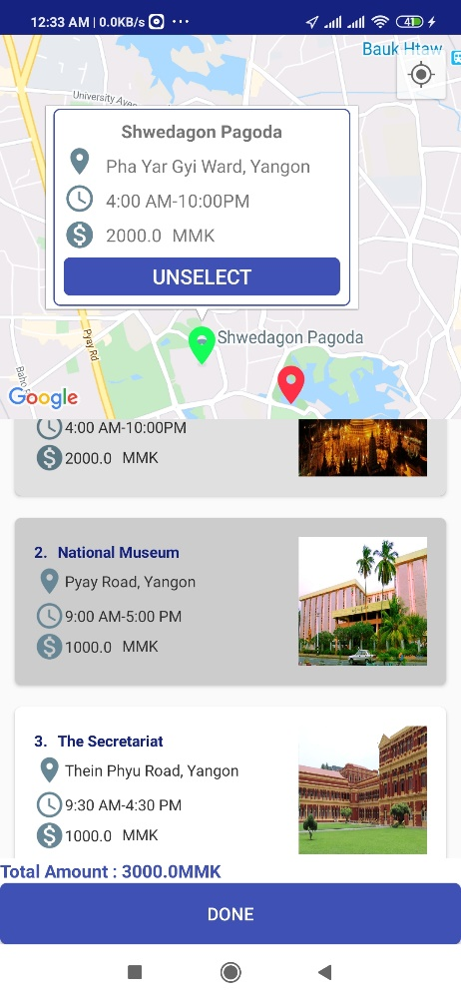 12:33 AM | 0.0KB/s
41
Bauk Htaw
University Ave
Shwedagon Pagoda
Pha Yar Gyi Ward, Yangon
4:00 AM-10:00PM
2000.0 MMK
UNSELECT
Shwedagon Pagoda
Pyay Rd
Baho
Google
4:00 AM-10:00PM
2000.0 MMK
2. National Museum
Pyay Road, Yangon
9:00 AM-5:00 PM
1000.0 MMK
3. The Secretariat
Thein Phyu Road, Yangon
9:30 AM-4:30 PM
1000.0 MMK
Total Amount : 3000.0MMK
DONE